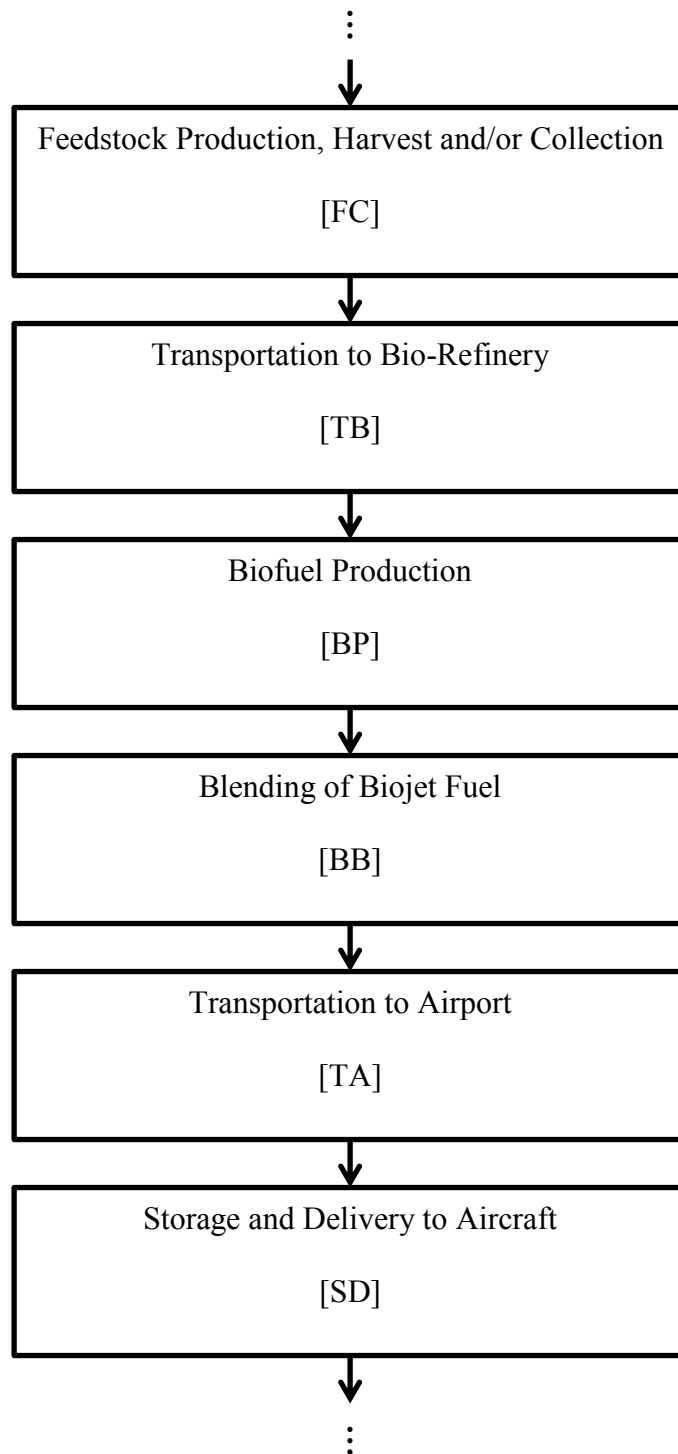 ⋮
Feedstock Production, Harvest and/or Collection
[FC]
Transportation to Bio-Refinery
[TB]
Biofuel Production
[BP]
Blending of Biojet Fuel
[BB]
Transportation to Airport
[TA]
Storage and Delivery to Aircraft
[SD]
⋮